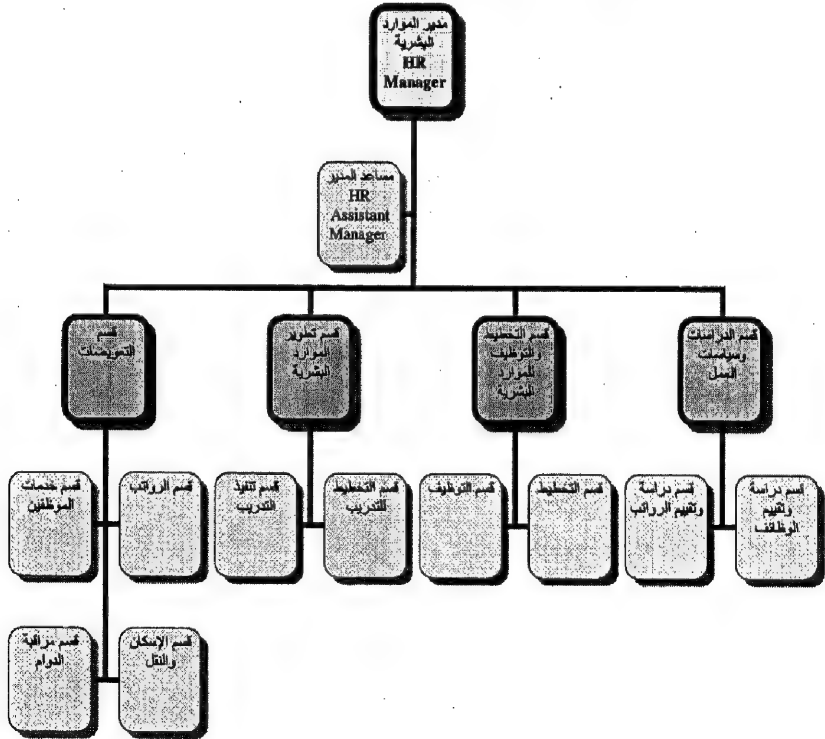 مدير الموارد
البشرية
HR
Manager
مساعد المدير
HR
Assistant
Manager
قسم الدراسات
وسياسات
العمل
قسم التخطيط
والتوظيف
للموارد
البشرية
قسم تطوير
الموارد
البشرية
قسم
التعويضات
قسم دراسة
وتقييم
الوظائف
قسم دراسة
وتقييم الرواتب
قسم التخطيط
قسم التوظيف
قسم التخطيط
للتدريب
قسم تنفيذ
التدريب
قسم الرواتب
قسم خدمات
الموظفين
قسم الإسكان
والنقل
قسم مراقبة
الدوام